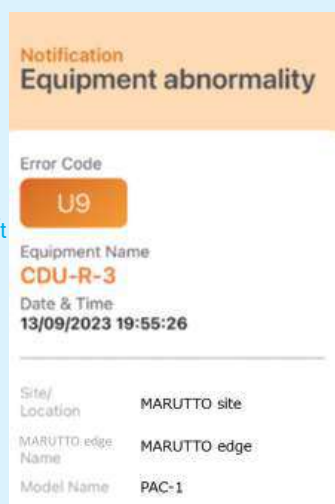 Notification
Equipment abnormality
Error Code
U9
t
Equipment Name
CDU-R-3
Date & Time
13/09/2023 19:55:26
Site/
Location MARUTTO site
MARUTTO edge
Name MARUTTO edge
Model Name PAC-1